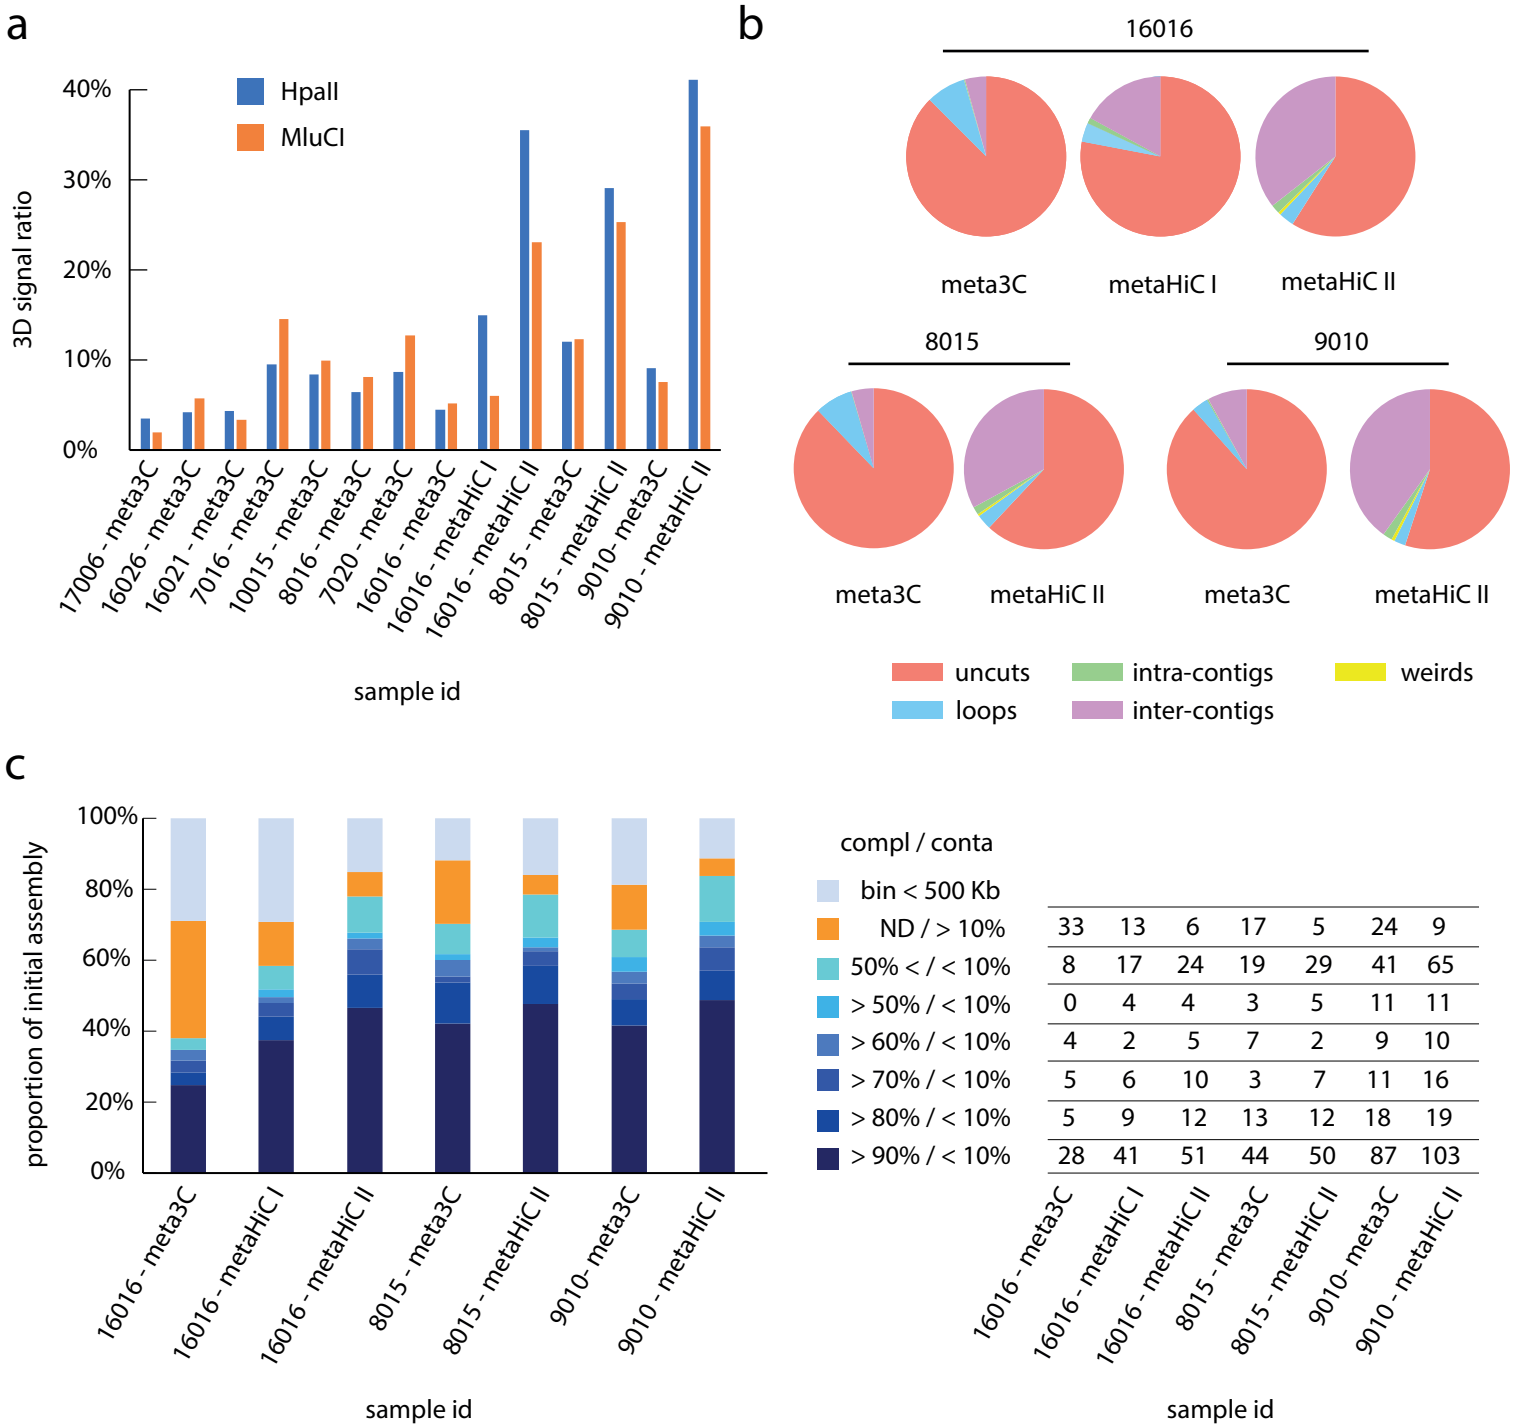 a
HpaII
MluCI
40%
30%
20%
10%
0%
3D signal ratio
17006 - meta3C
16026 - meta3C
16021 - meta3C
7016 - meta3C
10015 - meta3C
8016 - meta3C
7020 - meta3C
16016 - meta3C
16016 - metaHiC I
16016 - metaHiC II
8015 - meta3C
8015 - metaHiC II
9010- meta3C
9010 - metaHiC II
sample id
b
16016
meta3C
metaHiC I
metaHiC II
8015
9010
meta3C
metaHiC II
meta3C
metaHiC II
uncuts
intra-contigs
weirds
loops
inter-contigs
c
100%
80%
60%
40%
20%
0%
proportion of initial assembly
16016 - meta3C
16016 - metaHiC I
16016 - metaHiC II
8015 - meta3C
8015 - metaHiC II
9010- meta3C
9010 - metaHiC II
sample id
compl / conta
bin < 500 Kb
ND / > 10% 33 13 6 17 5 24 9
50% < / < 10% 8 17 24 19 29 41 65
> 50% / < 10% 0 4 4 3 5 11 11
> 60% / < 10% 4 2 5 7 2 9 10
> 70% / < 10% 5 6 10 3 7 11 16
> 80% / < 10% 5 9 12 13 12 18 19
> 90% / < 10% 28 41 51 44 50 87 103
16016 - meta3C
16016 - metaHiC I
16016 - metaHiC II
8015 - meta3C
8015 - metaHiC II
9010- meta3C
9010 - metaHiC II
sample id